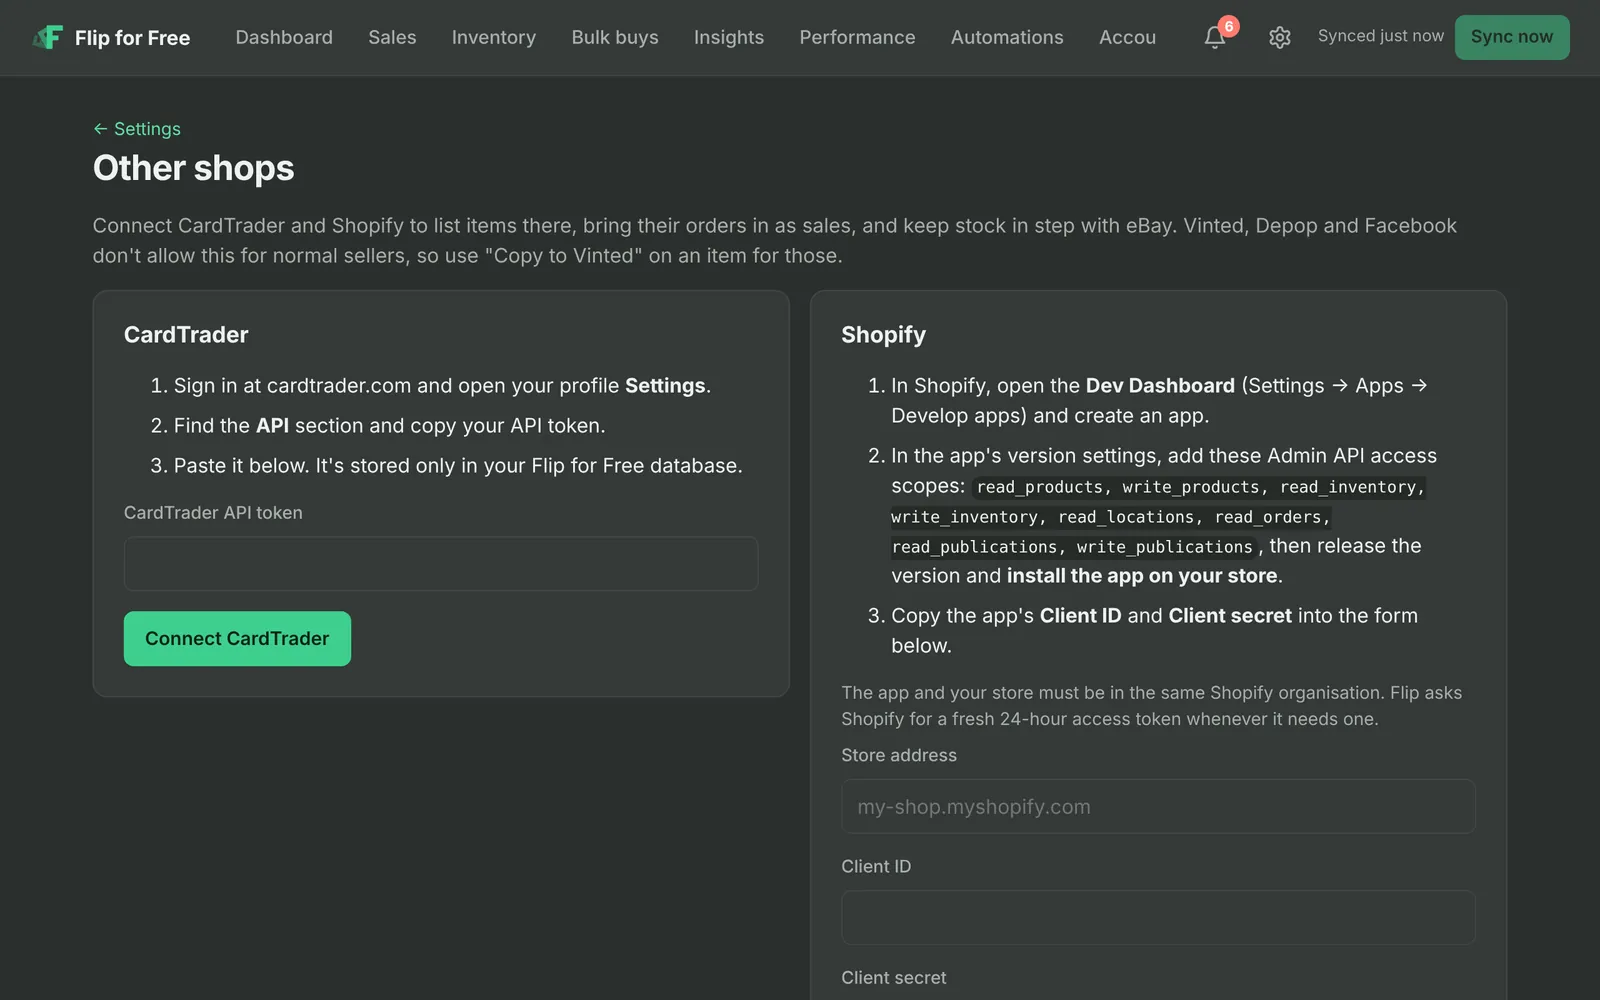 Flip for Free
Dashboard
Sales
Inventory
Bulk buys
Insights
Performance
Automations
Accou
6
Synced just now
Sync now
← Settings
Other shops
Connect CardTrader and Shopify to list items there, bring their orders in as sales, and keep stock in step with eBay. Vinted, Depop and Facebook
don't allow this for normal sellers, so use "Copy to Vinted" on an item for those.
CardTrader
1. Sign in at cardtrader.com and open your profile Settings.
2. Find the API section and copy your API token.
3. Paste it below. It's stored only in your Flip for Free database.
CardTrader API token
Connect CardTrader
Shopify
1. In Shopify, open the Dev Dashboard (Settings → Apps →
Develop apps) and create an app.
2. In the app's version settings, add these Admin API access
scopes: read_products, write_products, read_inventory,
write_inventory, read_locations, read_orders,
read_publications, write_publications, then release the
version and install the app on your store.
3. Copy the app's Client ID and Client secret into the form
below.
The app and your store must be in the same Shopify organisation. Flip asks
Shopify for a fresh 24-hour access token whenever it needs one.
Store address
my-shop.myshopify.com
Client ID
Client secret